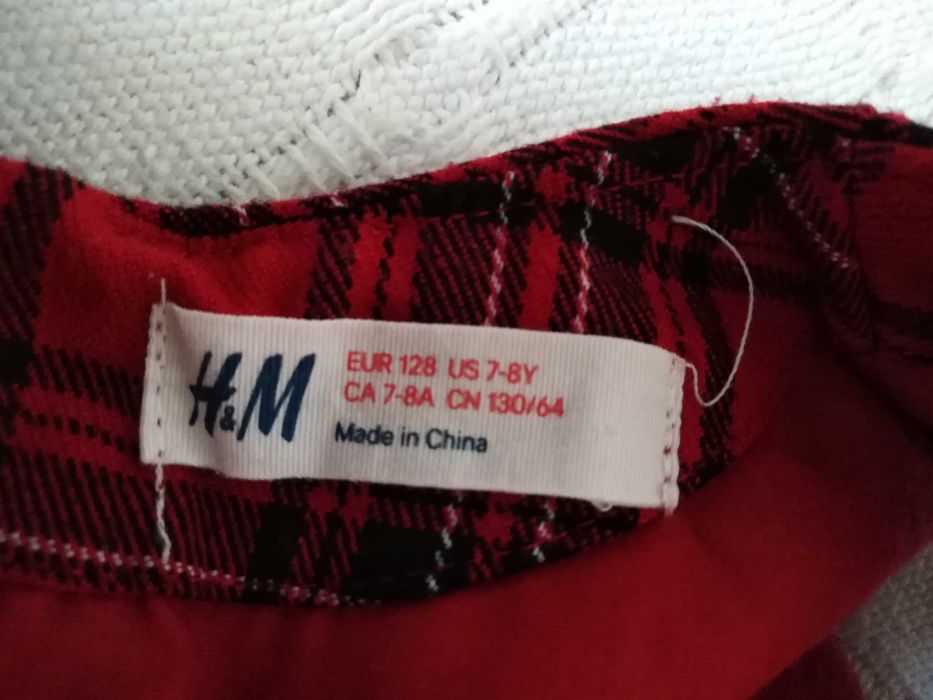 H&M
EUR 128 US 7-8Y
CA 7-8A CN 130/64
Made in China